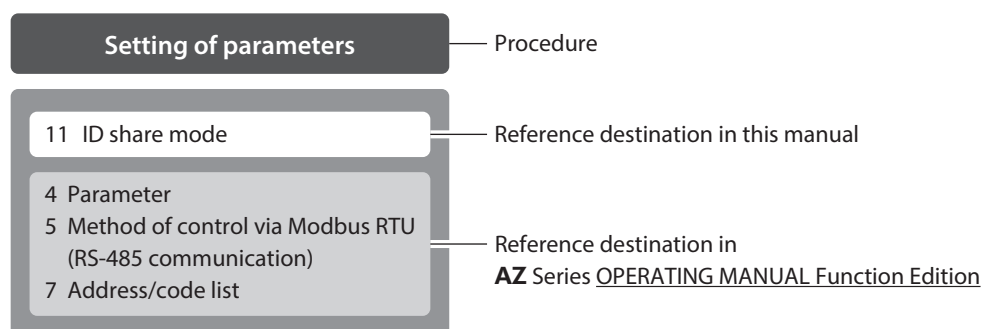 Setting of parameters
Procedure
11 ID share mode
Reference destination in this manual
4 Parameter
5 Method of control via Modbus RTU
(RS-485 communication)
7 Address/code list
Reference destination in
AZ Series OPERATING MANUAL Function Edition